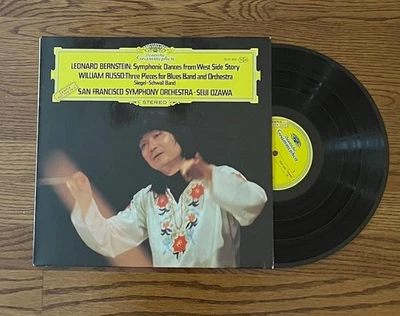 Deutsche
Grammophon
LEONARD BERNSTEIN: Symphonic Dances from West Side Story
WILLIAM RUSSO: Three Pieces for Blues Band and Orchestra
Siegel-Schwall Band
SAN FRANCISCO SYMPHONY ORCHESTRA · SEIJI OZAWA
STEREO